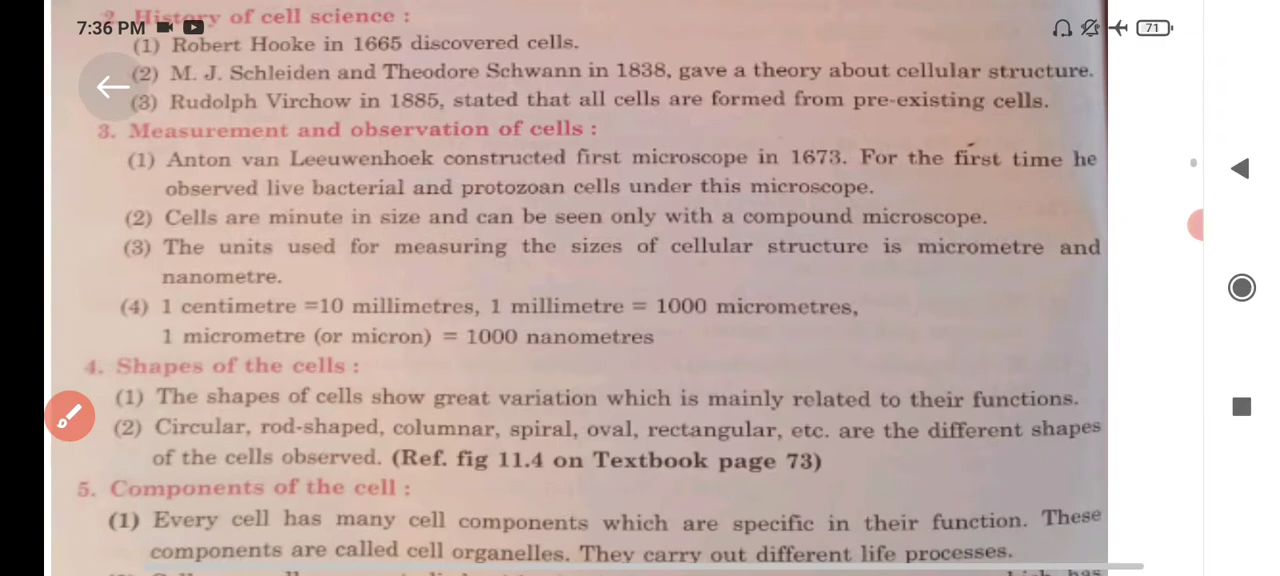 2. History of cell science :
7:36 PM
71
(1) Robert Hooke in 1665 discovered cells.
(2) M. J. Schleiden and Theodore Schwann in 1838, gave a theory about cellular structure.
(3) Rudolph Virchow in 1885, stated that all cells are formed from pre-existing cells.
3. Measurement and observation of cells :
(1) Anton van Leeuwenhoek constructed first microscope in 1673. For the first time he
observed live bacterial and protozoan cells under this microscope.
(2) Cells are minute in size and can be seen only with a compound microscope.
(3) The units used for measuring the sizes of cellular structure is micrometre and
nanometre.
(4) 1 centimetre =10 millimetres, 1 millimetre = 1000 micrometres,
1 micrometre (or micron) = 1000 nanometres
4. Shapes of the cells :
(1) The shapes of cells show great variation which is mainly related to their functions.
(2) Circular, rod-shaped, columnar, spiral, oval, rectangular, etc. are the different shapes
of the cells observed. (Ref. fig 11.4 on Textbook page 73)
5. Components of the cell :
(1) Every cell has many cell components which are specific in their function. These
components are called cell organelles. They carry out different life processes.